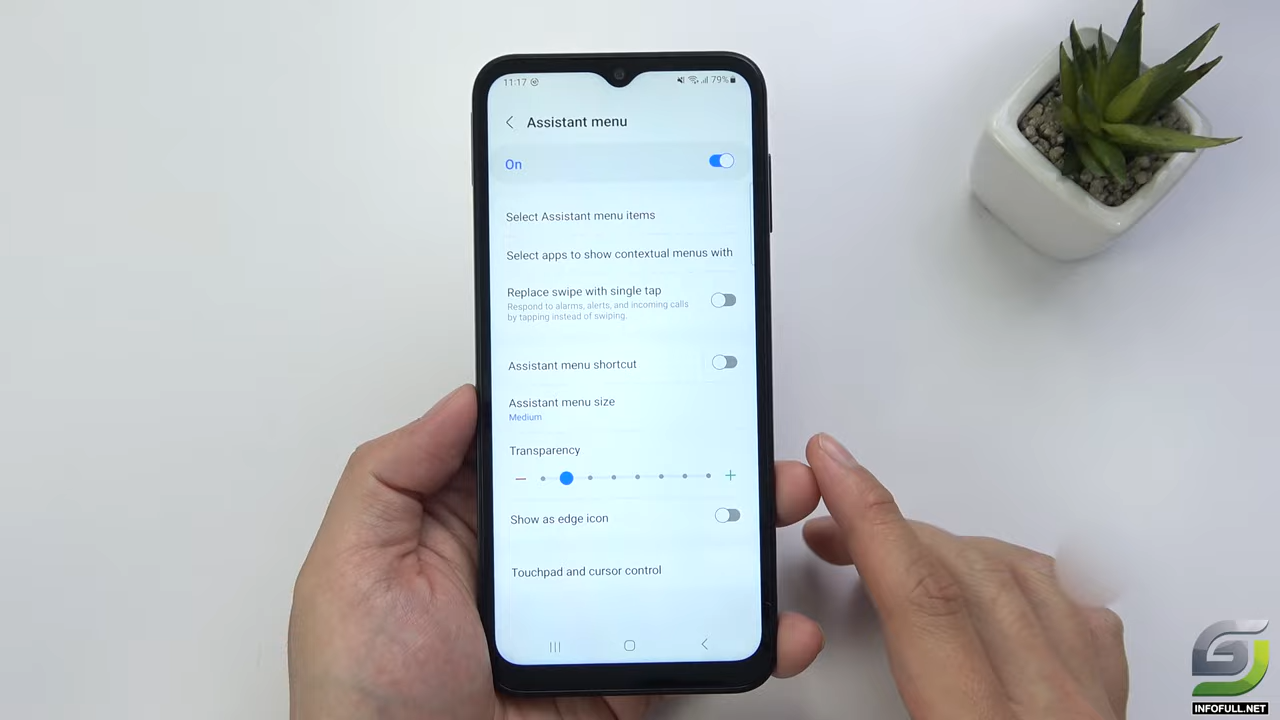 11:17
79%
Assistant menu
On
Select Assistant menu items
Select apps to show contextual menus with
Replace swipe with single tap
Respond to alarms, alerts, and incoming calls
by tapping instead of swiping.
Assistant menu shortcut
Assistant menu size
Medium
Transparency
Show as edge icon
Touchpad and cursor control
INFOFULL.NET